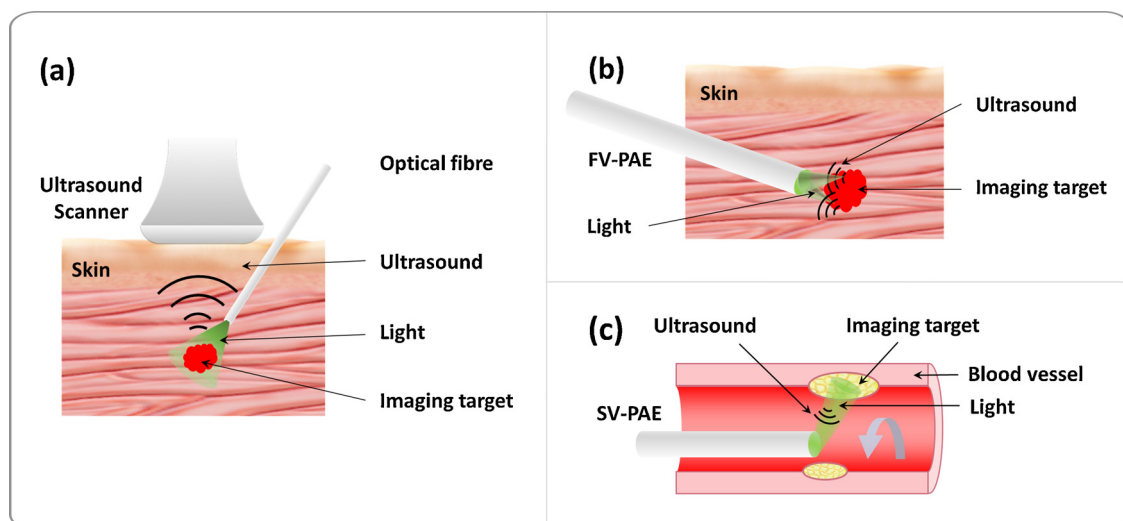 (a)
Optical fibre
Ultrasound
Scanner
Skin
Ultrasound
Light
Imaging target
(b)
Skin
Ultrasound
FV-PAE
Imaging target
Light
(c)
Ultrasound
Imaging target
Blood vessel
Light
SV-PAE